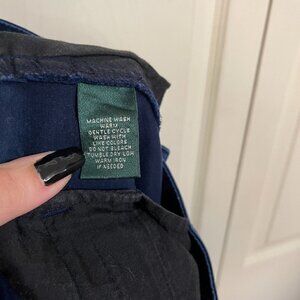 MACHINE WASH
WARM
GENTLE CYCLE
WASH WITH
LIKE COLORS
DO NOT BLEACH
TUMBLE DRY LOW
WARM IRON
IF NEEDED